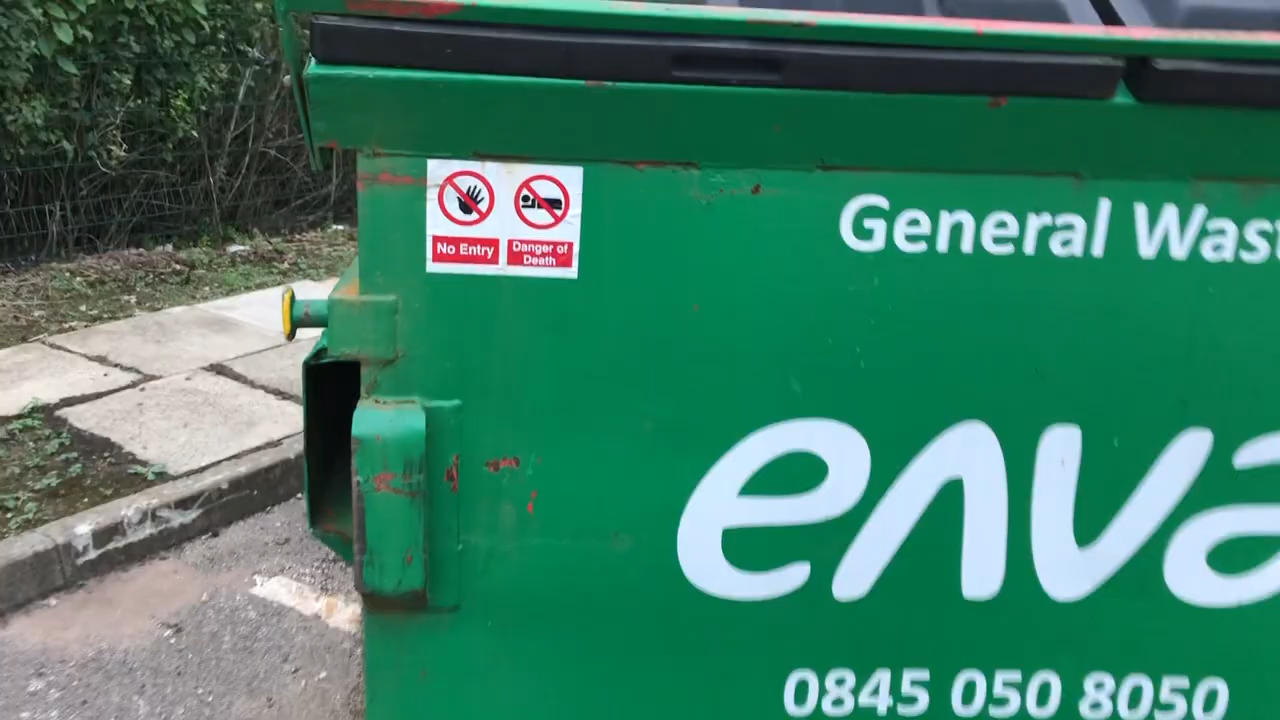 No Entry
Danger of
Death
General Wast
enva
0845 050 8050